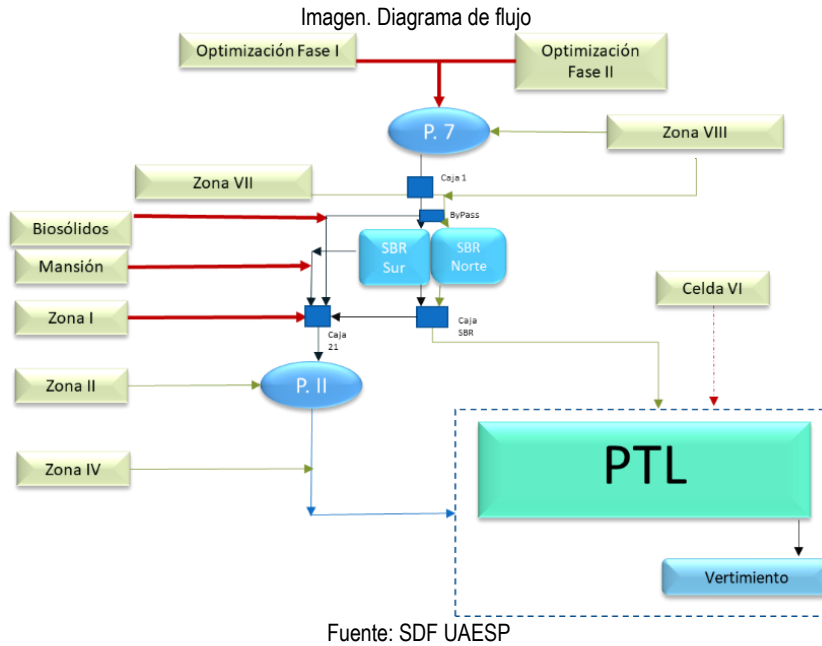 Imagen. Diagrama de flujo
Optimización Fase I
Optimización
Fase II
P. 7
Zona VIII
Zona VII
Caja 1
ByPass
Biosólidos
SBR
Sur
SBR
Norte
Mansión
Celda VI
Zona I
Caja
21
Caja
SBR
Zona II
P. II
Zona IV
PTL
Vertimiento
Fuente: SDF UAESP